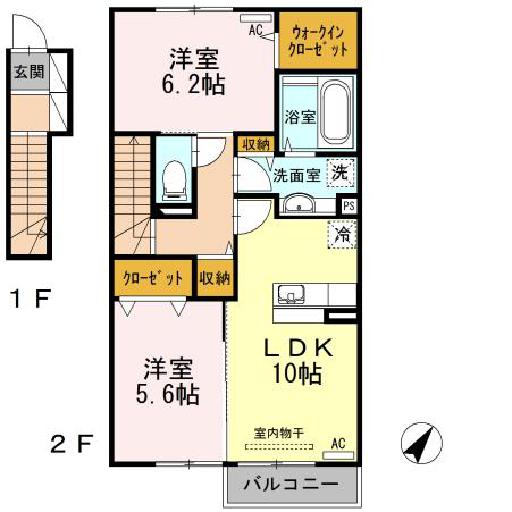 玄関
1F
洋室
6.2帖
AC
ウォークイン
クローゼット
浴室
収納
洗面室
洗
PS
冷
クローゼット
収納
洋室
5.6帖
LDK
10帖
室内物干
AC
2F
バルコニー